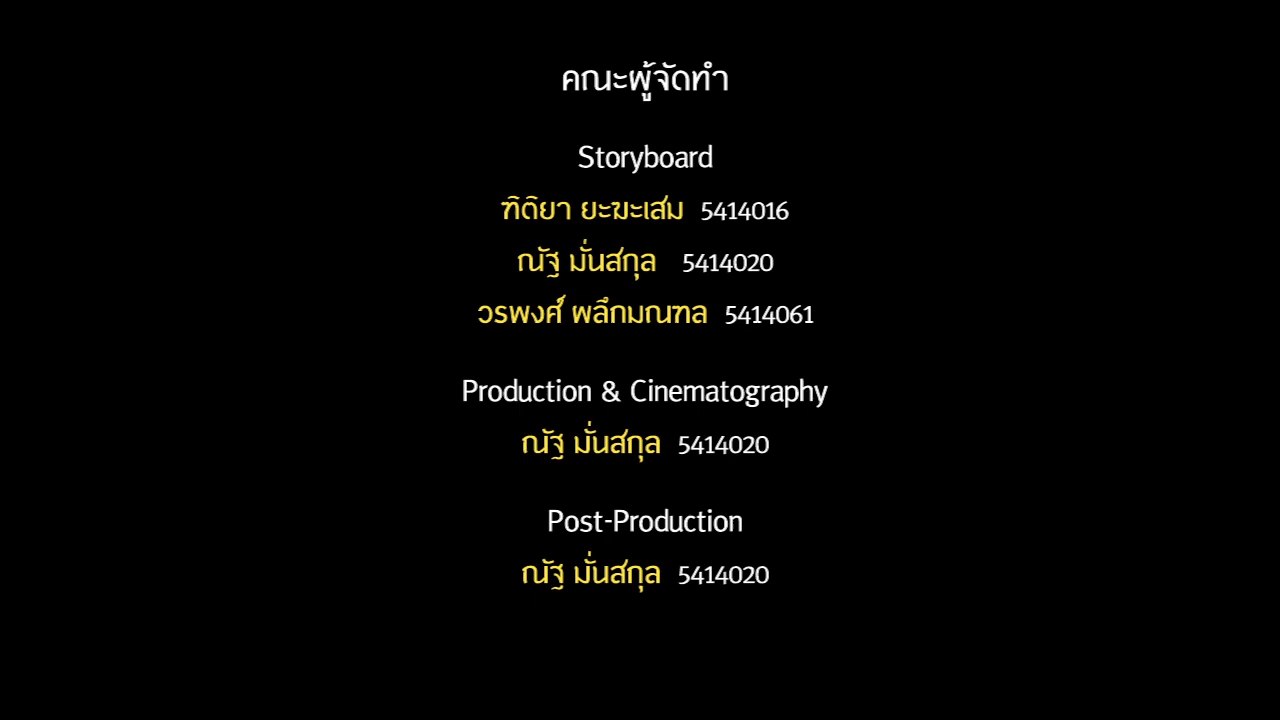 คณะผู้จัดทำ
Storyboard
ฑิติยา ยะฆะเสม 5414016
ณัฐ มั่นสกุล 5414020
วรพงศ์ พลึกมณฑล 5414061
Production & Cinematography
ณัฐ มั่นสกุล 5414020
Post-Production
ณัฐ มั่นสกุล 5414020